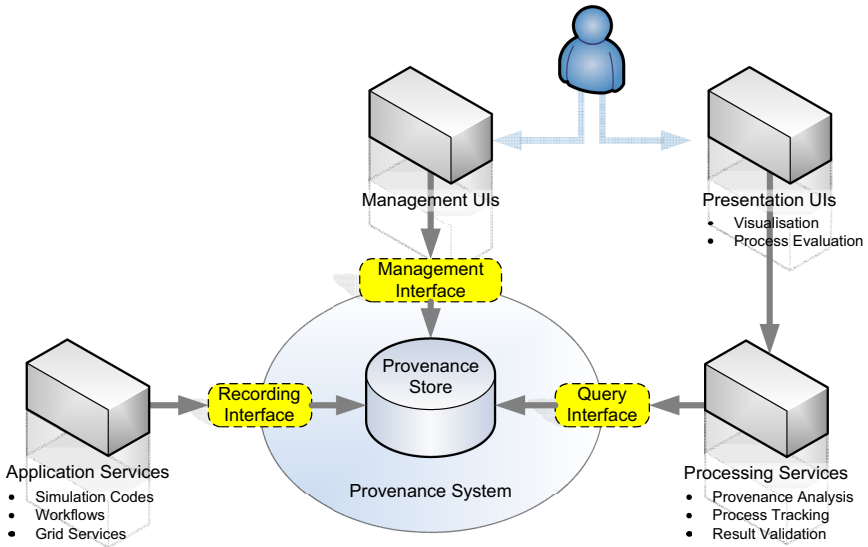 Management UIs
Presentation UIs
• Visualisation
• Process Evaluation
Management
Interface
Provenance
Store
Recording
Interface
Query
Interface
Provenance System
Application Services
• Simulation Codes
• Workflows
• Grid Services
Processing Services
• Provenance Analysis
• Process Tracking
• Result Validation